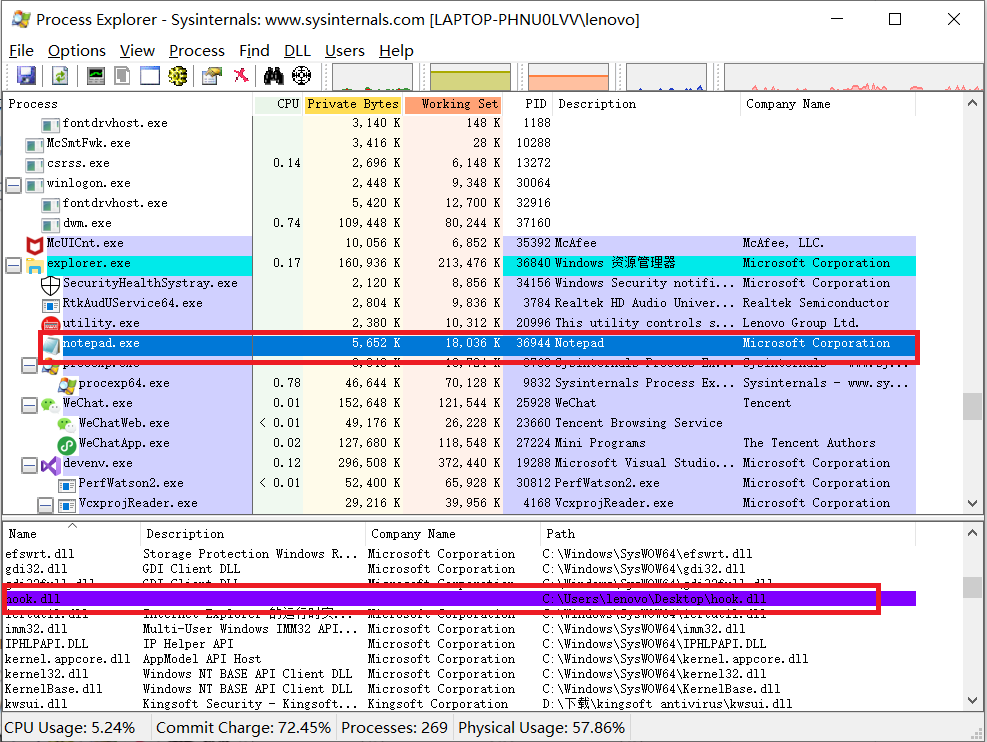 Process Explorer - Sysinternals: www.sysinternals.com [LAPTOP-PHNU0LVV\lenovo]
File Options View Process Find DLL Users Help
Process CPU Private Bytes Working Set PID Description Company Name
fontdrvhost.exe 3,140 K 148 K 1188
McSmtFwk.exe 3,416 K 28 K 10288
csrss.exe 0.14 2,696 K 6,148 K 13272
winlogon.exe 2,448 K 9,348 K 30064
fontdrvhost.exe 5,420 K 12,700 K 32916
dwm.exe 0.74 109,448 K 80,244 K 37160
McUICnt.exe 10,056 K 6,852 K 35392 McAfee McAfee, LLC.
explorer.exe 0.17 160,936 K 213,476 K 36840 Windows 资源管理器 Microsoft Corporation
SecurityHealthSystray.exe 2,120 K 8,856 K 34156 Windows Security notifi... Microsoft Corporation
RtkAudUService64.exe 2,804 K 9,836 K 3784 Realtek HD Audio Univer... Realtek Semiconductor
utility.exe 2,380 K 10,312 K 20996 This utility controls s... Lenovo Group Ltd.
notepad.exe 5,652 K 18,036 K 36944 Notepad Microsoft Corporation
procexp64.exe 0.78 46,644 K 70,128 K 9832 Sysinternals Process Ex... Sysinternals - www.sy...
WeChat.exe 0.01 152,648 K 121,544 K 25928 WeChat Tencent
WeChatWeb.exe < 0.01 49,176 K 26,228 K 23660 Tencent Browsing Service
WeChatApp.exe 0.02 127,680 K 118,548 K 27224 Mini Programs The Tencent Authors
devenv.exe 0.12 296,508 K 372,440 K 19288 Microsoft Visual Studio... Microsoft Corporation
PerfWatson2.exe < 0.01 52,400 K 65,928 K 30812 PerfWatson2.exe Microsoft Corporation
VcxprojReader.exe 29,216 K 39,956 K 4168 VcxprojReader.exe Microsoft Corporation
Name Description Company Name Path
efswrt.dll Storage Protection Windows R... Microsoft Corporation C:\Windows\SysWOW64\efswrt.dll
gdi32.dll GDI Client DLL Microsoft Corporation C:\Windows\SysWOW64\gdi32.dll
gdi32full.dll GDI Client DLL Microsoft Corporation C:\Windows\SysWOW64\gdi32full.dll
hook.dll C:\Users\lenovo\Desktop\hook.dll
iertutil.dll Internet Explorer 的运行时实... Microsoft Corporation C:\Windows\SysWOW64\iertutil.dll
imm32.dll Multi-User Windows IMM32 API... Microsoft Corporation C:\Windows\SysWOW64\imm32.dll
IPHLPAPI.DLL IP Helper API Microsoft Corporation C:\Windows\SysWOW64\IPHLPAPI.DLL
kernel.appcore.dll AppModel API Host Microsoft Corporation C:\Windows\SysWOW64\kernel.appcore.dll
kernel32.dll Windows NT BASE API Client DLL Microsoft Corporation C:\Windows\SysWOW64\kernel32.dll
KernelBase.dll Windows NT BASE API Client DLL Microsoft Corporation C:\Windows\SysWOW64\KernelBase.dll
kwsui.dll Kingsoft Security - Kingsoft... Kingsoft Corporation D:\下载\kingsoft antivirus\kwsui.dll
CPU Usage: 5.24% Commit Charge: 72.45% Processes: 269 Physical Usage: 57.86%